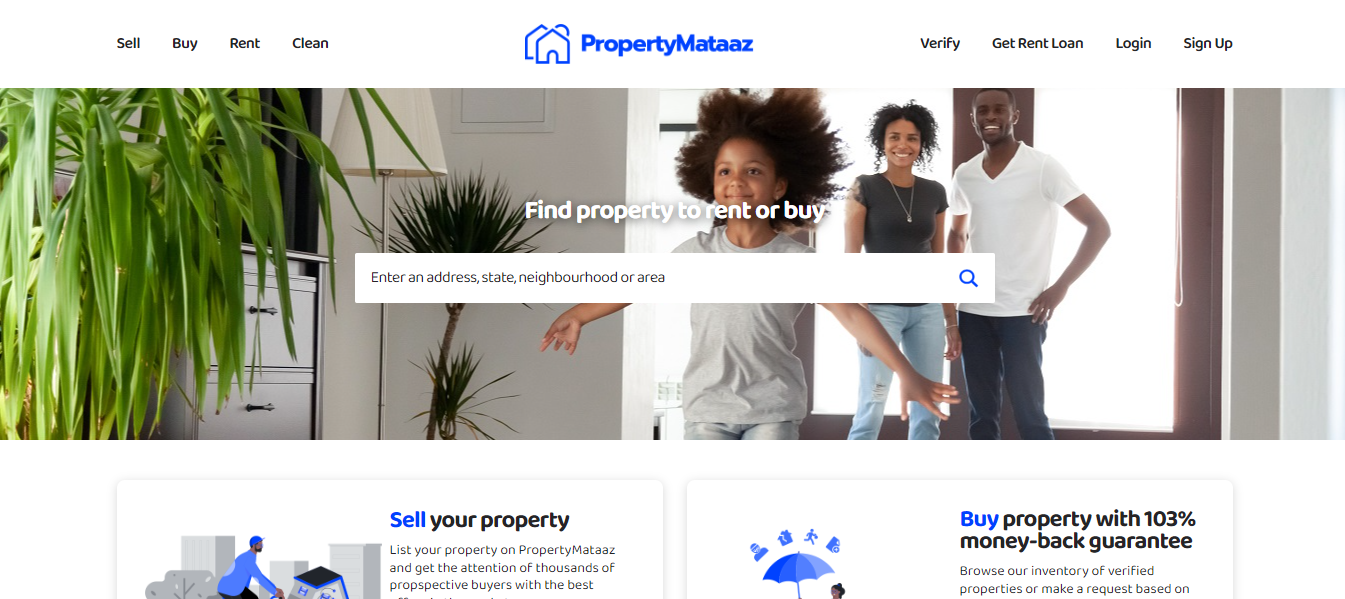 Sell Buy Rent Clean PropertyMataaz Verify Get Rent Loan Login Sign Up
Find property to rent or buy
Enter an address, state, neighbourhood or area
Sell your property
List your property on PropertyMataaz
and get the attention of thousands of
propspective buyers with the best
Buy property with 103%
money-back guarantee
Browse our inventory of verified
properties or make a request based on